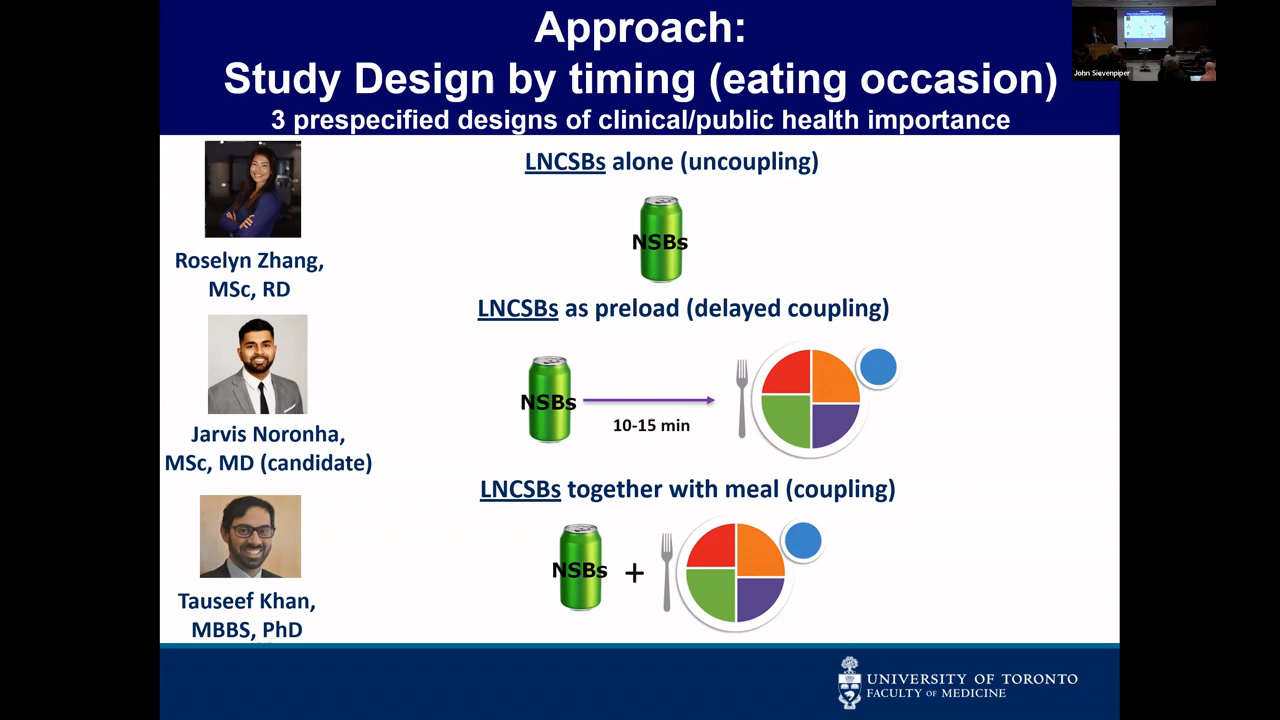 Approach:
Study Design by timing (eating occasion)
3 prespecified designs of clinical/public health importance
John Sievenpiper
Roselyn Zhang,
MSc, RD
Jarvis Noronha,
MSc, MD (candidate)
Tauseef Khan,
MBBS, PhD
LNCSBs alone (uncoupling)
NSBs
LNCSBs as preload (delayed coupling)
NSBs
10-15 min
LNCSBs together with meal (coupling)
NSBs +
UNIVERSITY OF TORONTO
FACULTY OF MEDICINE